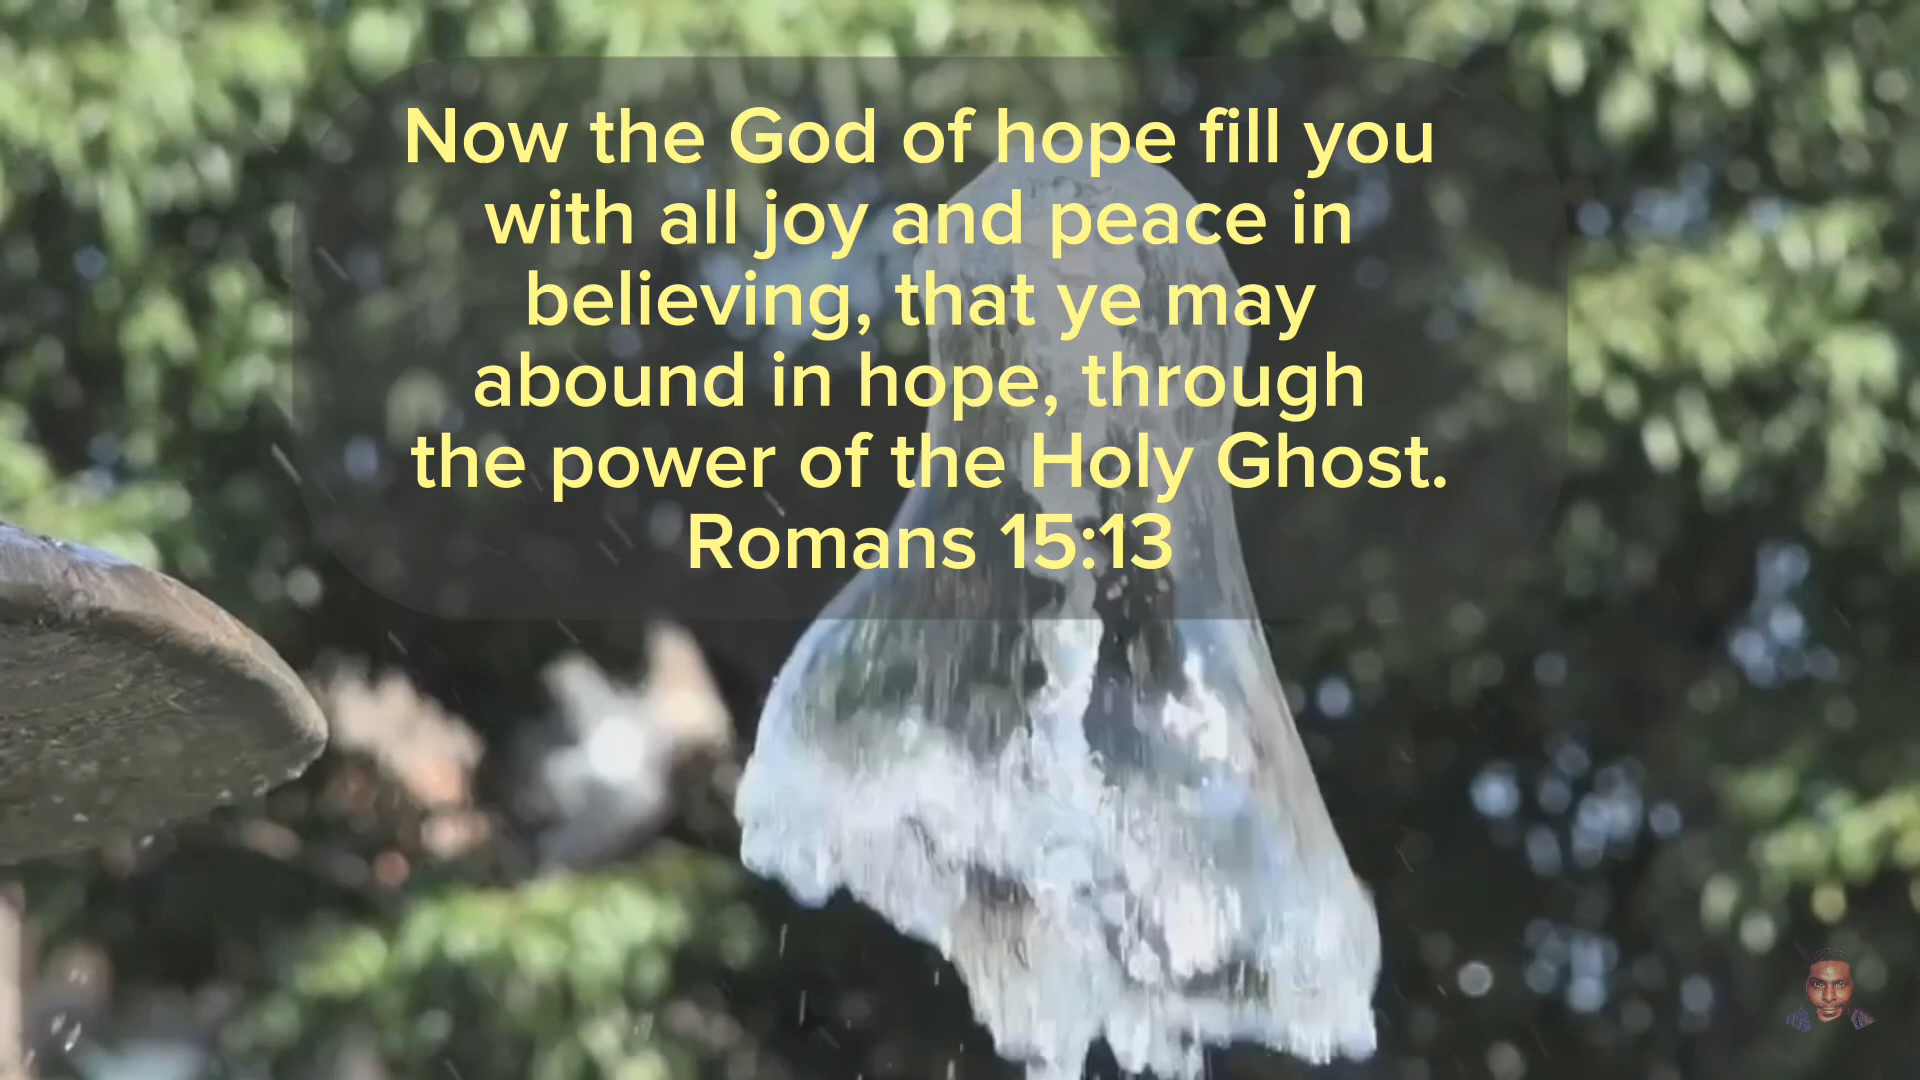 Now the God of hope fill you
with all joy and peace in
believing, that ye may
abound in hope, through
the power of the Holy Ghost.
Romans 15:13